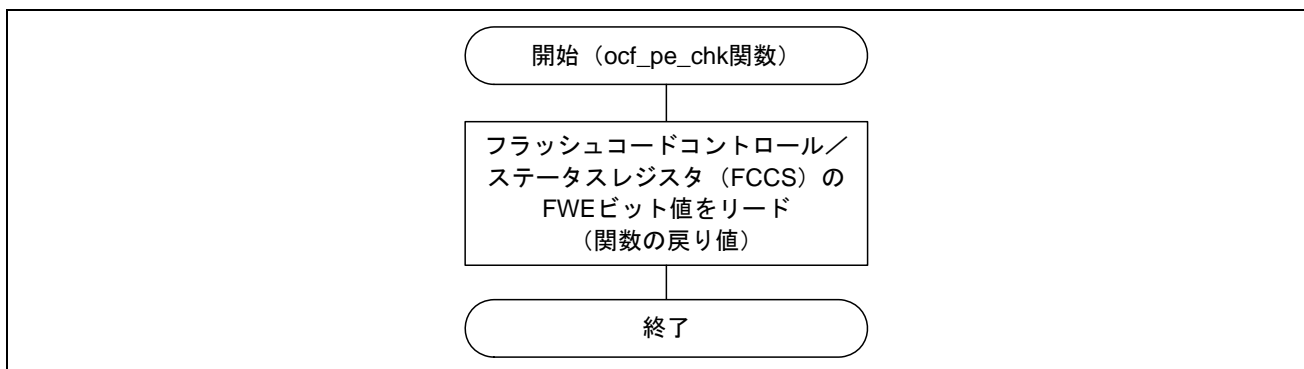 開始（ocf_pe_chk関数）
フラッシュコードコントロール／
ステータスレジスタ（FCCS）の
FWEビット値をリード
（関数の戻り値）
終了